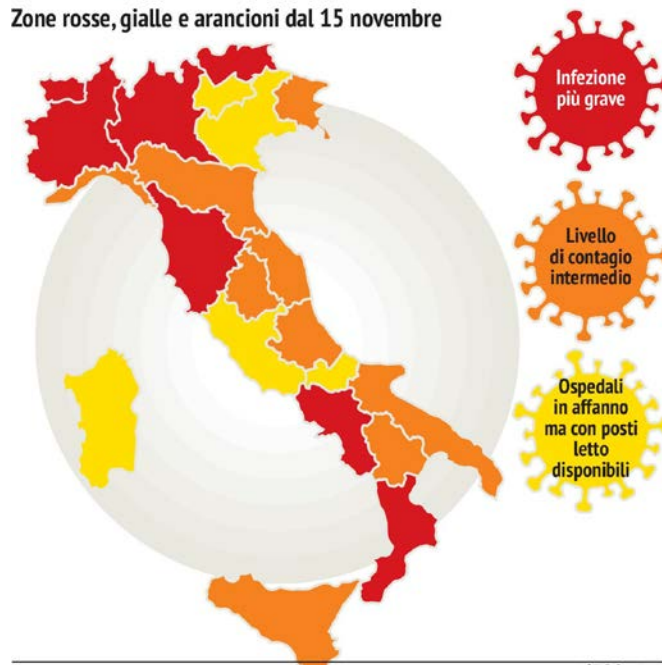 Zone rosse, gialle e arancioni dal 15 novembre
Infezione
più grave
Livello
di contagio
intermedio
Ospedali
in affanno
ma con posti
letto
disponibili